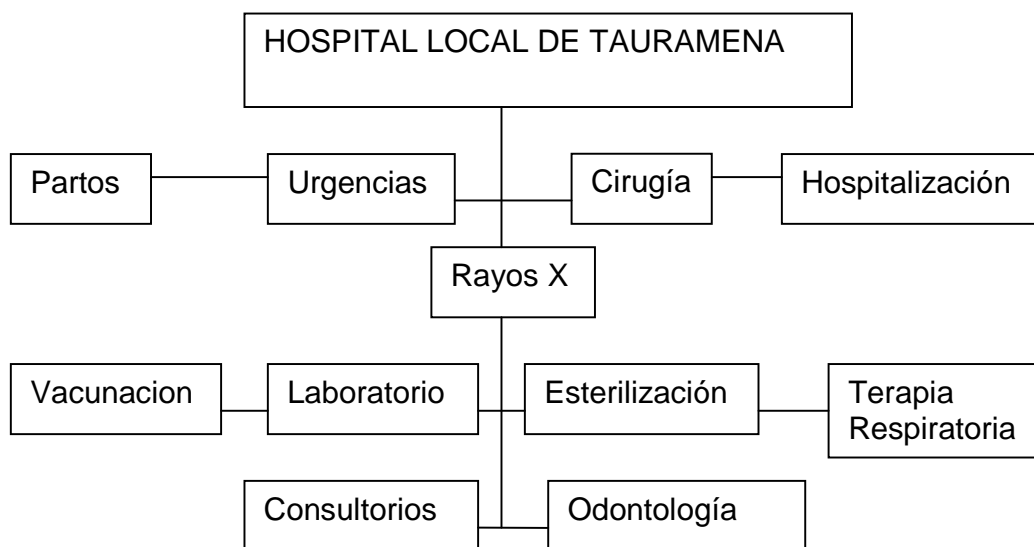 HOSPITAL LOCAL DE TAURAMENA
Partos
Urgencias
Cirugía
Hospitalización
Rayos X
Vacunacion
Laboratorio
Esterilización
Terapia
Respiratoria
Consultorios
Odontología